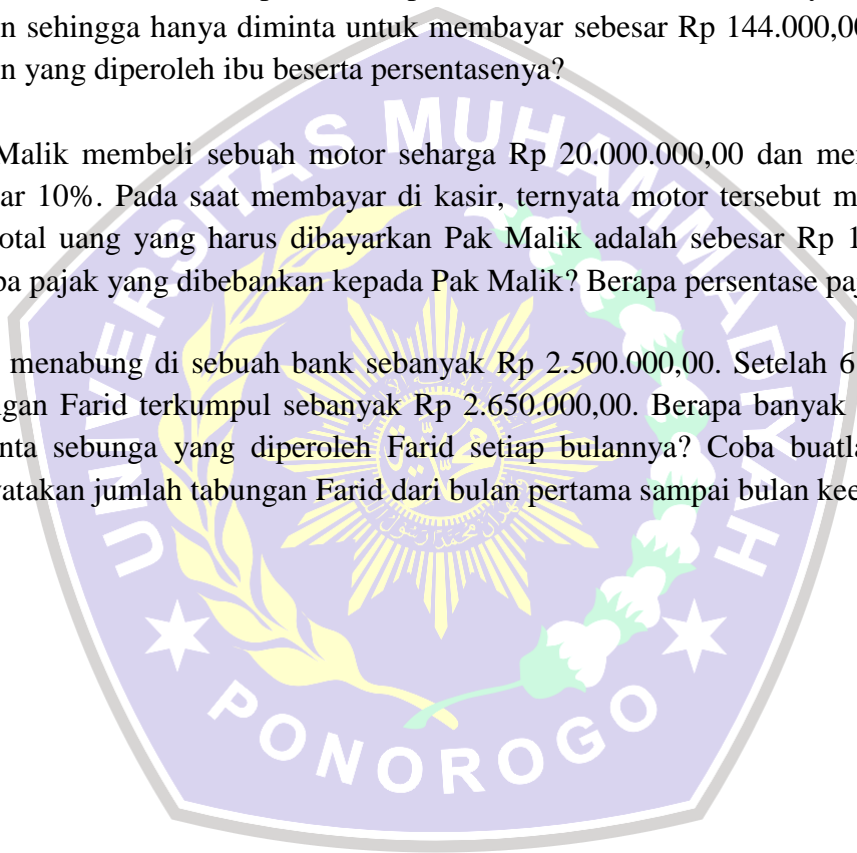 n sehingga hanya diminta untuk membayar sebesar Rp 144.000,00
n yang diperoleh ibu beserta persentasenya?
Malik membeli sebuah motor seharga Rp 20.000.000,00 dan me
ar 10%. Pada saat membayar di kasir, ternyata motor tersebut m
otal uang yang harus dibayarkan Pak Malik adalah sebesar Rp 1
pa pajak yang dibebankan kepada Pak Malik? Berapa persentase pa
menabung di sebuah bank sebanyak Rp 2.500.000,00. Setelah 6
ngan Farid terkumpul sebanyak Rp 2.650.000,00. Berapa banyak
nta sebunga yang diperoleh Farid setiap bulannya? Coba buatla
yatakan jumlah tabungan Farid dari bulan pertama sampai bulan kee
UNIVERSITAS MUHAMMADIYAH
PONOROGO